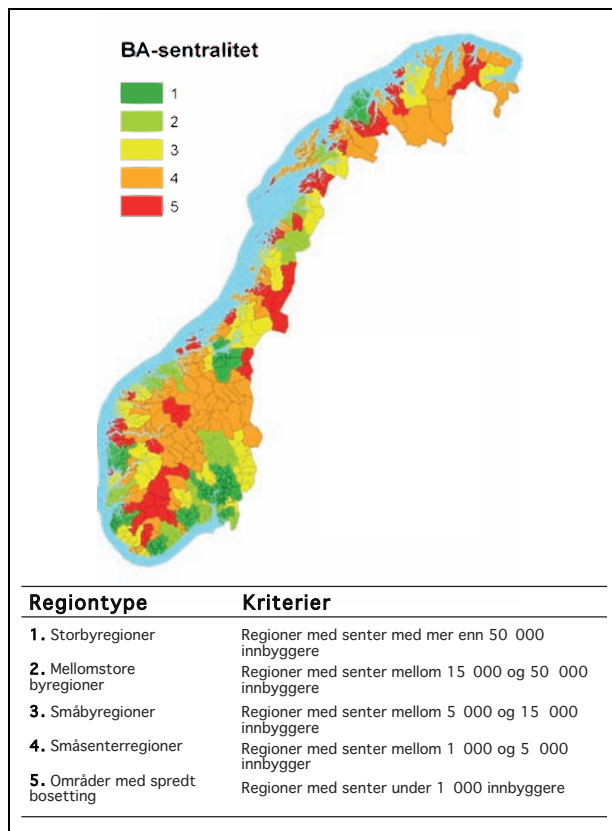 BA-sentralitet
1
2
3
4
5
Regiontype Kriterier
1. Storbyregioner Regioner med senter med mer enn 50 000
innbyggere
2. Mellomstore Regioner med senter mellom 15 000 og 50 000
byregioner innbyggere
3. Småbyregioner Regioner med senter mellom 5 000 og 15 000
innbyggere
4. Småsenterregioner Regioner med senter mellom 1 000 og 5 000
innbygger
5. Områder med spredt Regioner med senter under 1 000 innbyggere
bosetting